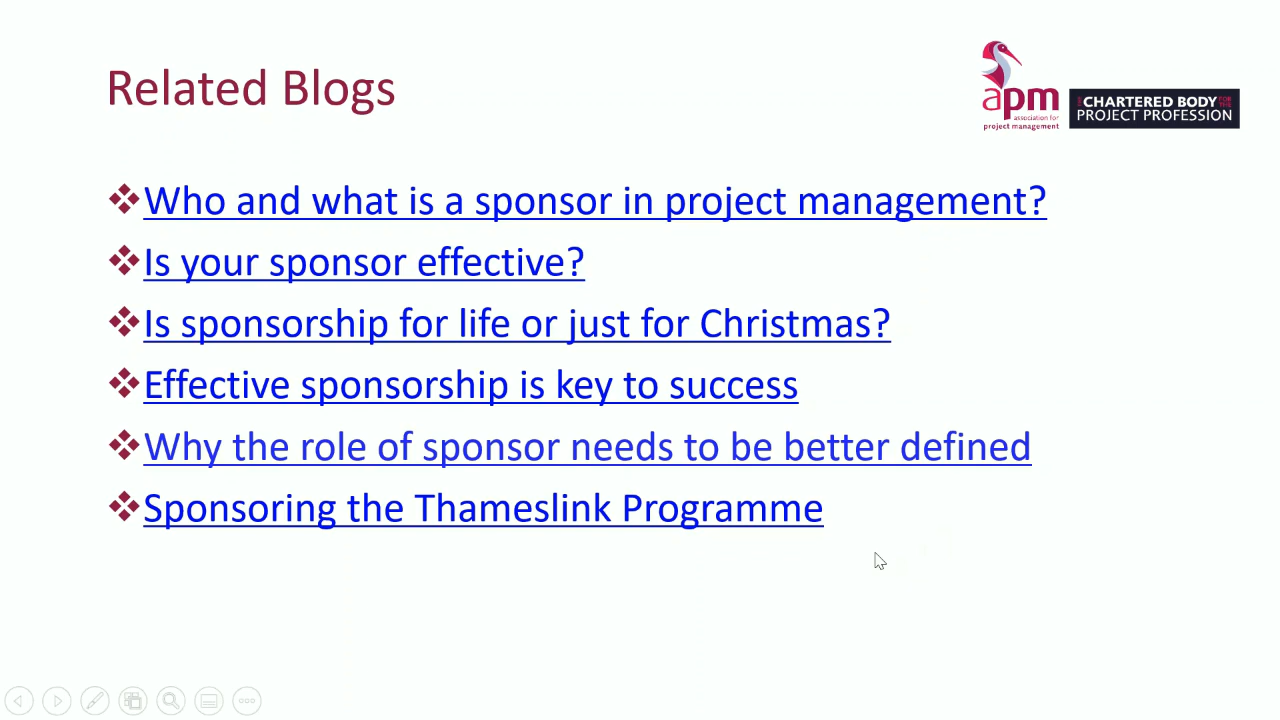 Related Blogs
apm
association for
project management
THE CHARTERED BODY FOR THE
PROJECT PROFESSION
Who and what is a sponsor in project management?
Is your sponsor effective?
Is sponsorship for life or just for Christmas?
Effective sponsorship is key to success
Why the role of sponsor needs to be better defined
Sponsoring the Thameslink Programme